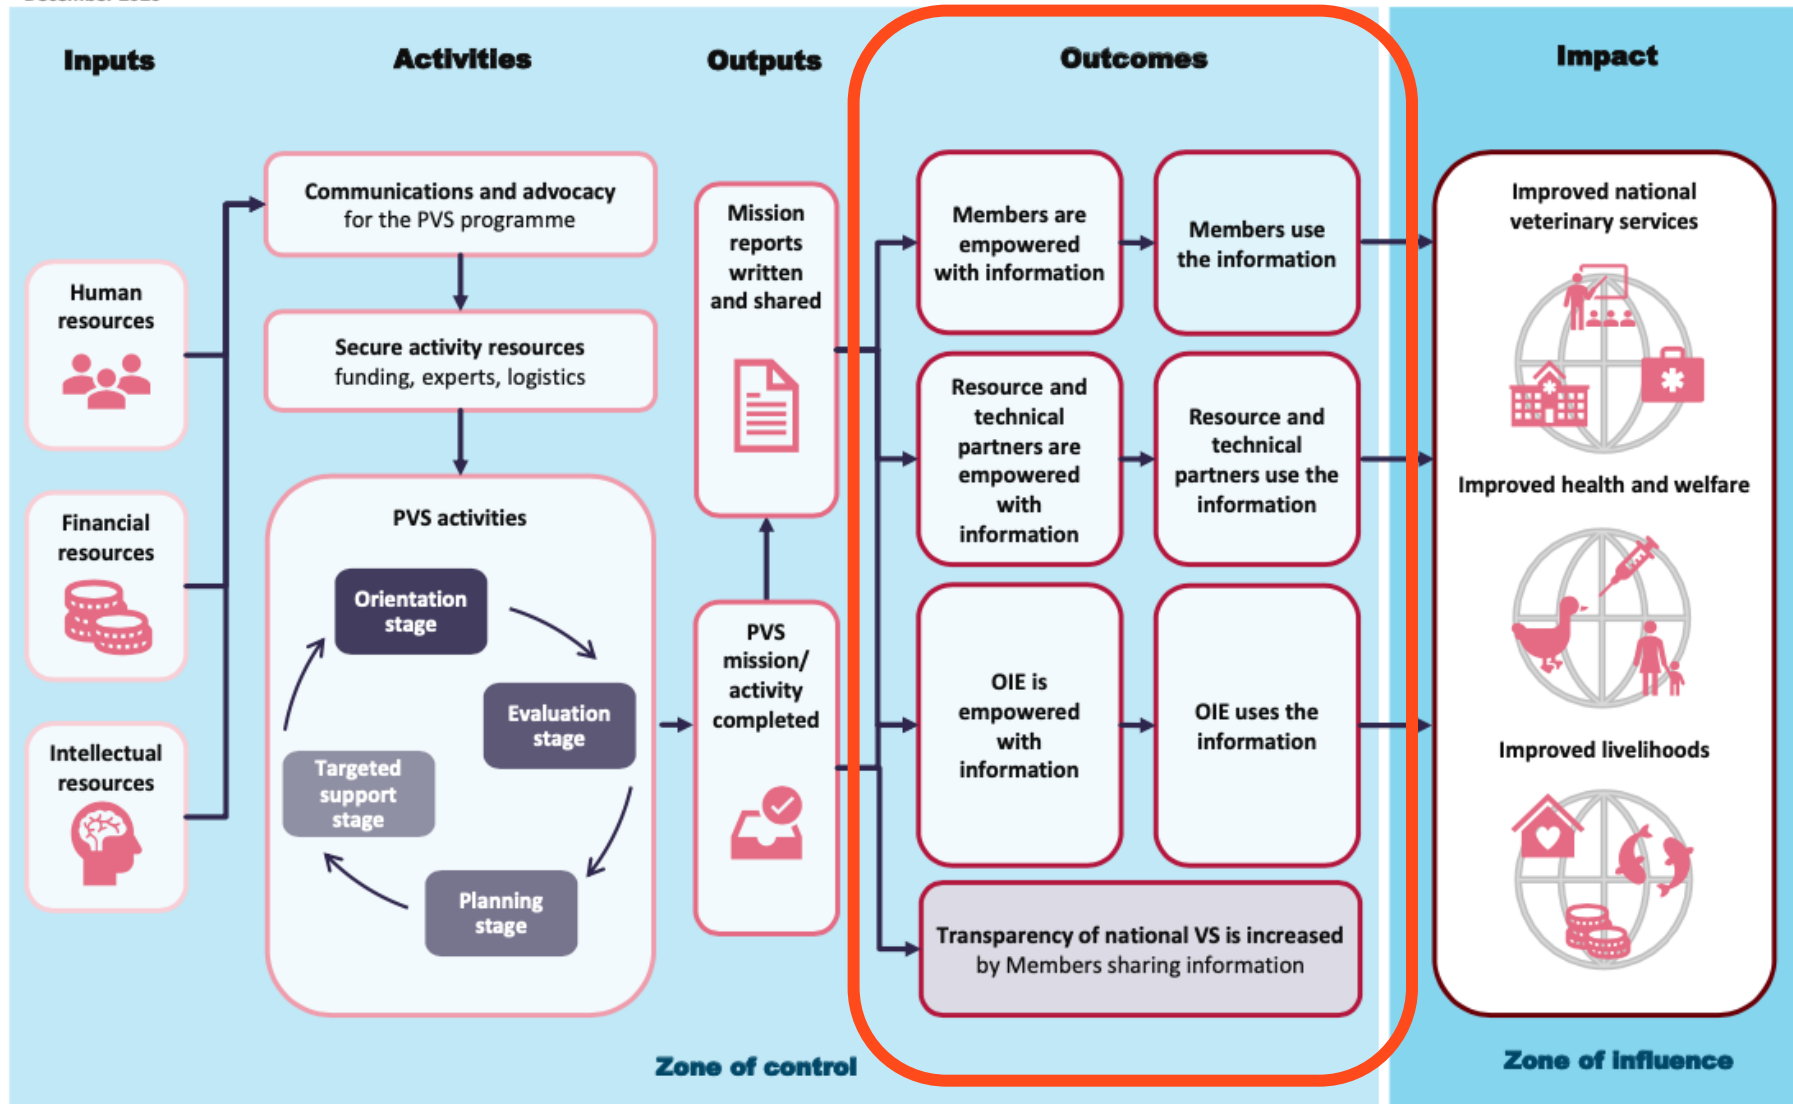 Inputs
Activities
Outputs
Outcomes
Impact
Human
resources
Financial
resources
Intellectual
resources
Communications and advocacy
for the PVS programme
Secure activity resources
funding, experts, logistics
PVS activities
Orientation
stage
Evaluation
stage
Planning
stage
Targeted
support
stage
Mission
reports
written
and shared
PVS
mission/
activity
completed
Members are
empowered
with information
Members use
the information
Resource and
technical
partners are
empowered
with
information
Resource and
technical
partners use the
information
OIE is
empowered
with
information
OIE uses the
information
Transparency of national VS is increased
by Members sharing information
Improved national
veterinary services
Improved health and welfare
Improved livelihoods
Zone of control
Zone of influence